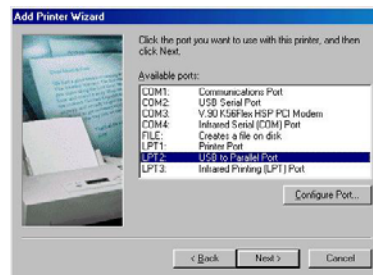 Add Printer Wizard
Click the port you want to use with this printer, and then
click Next.
Available ports:
COM1: Communications Port
COM2: USB Serial Port
COM3: V.90 K56Flex HSP PCI Modem
COM4: Infrared Serial (COM) Port
FILE: Creates a file on disk
LPT1: Printer Port
LPT2: USB to Parallel Port
LPT3: Infrared Printing (LPT) Port
Configure Port...
< Back
Next >
Cancel